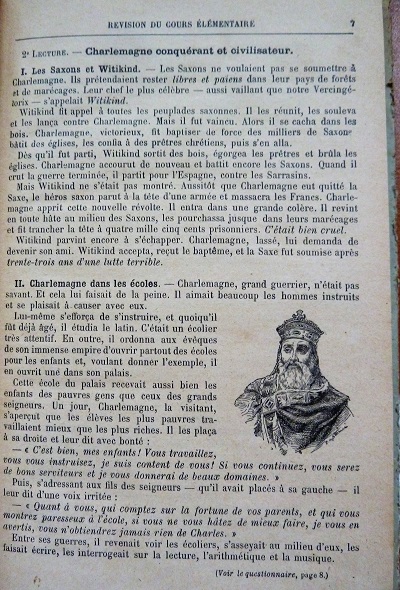 REVISION DU COURS ÉLÉMENTAIRE 7
2e LECTURE. — Charlemagne conquérant et civilisateur.
I. Les Saxons et Witikind. — Les Saxons ne voulaient pas se soumettre à
Charlemagne. Ils prétendaient rester libres et païens dans leur pays de forêts
et de marécages. Leur chef le plus célèbre — aussi vaillant que notre Vercingé-
torix — s'appelait Witikind.
Witikind fit appel à toutes les peuplades saxonnes. Il les réunit, les souleva
et les lança contre Charlemagne. Mais il fut vaincu. Alors il se cacha dans les
bois. Charlemagne, victorieux, fit baptiser de force des milliers de Saxons,
bâtit des églises, les confia à des prêtres chrétiens, puis s'en alla.
Dès qu'il fut parti, Witikind sortit des bois, égorgea les prêtres et brûla les
églises. Charlemagne accourut de nouveau et battit encore les Saxons. Quand il
crut la guerre terminée, il partit pour l'Espagne, contre les Sarrasins.
Mais Witikind ne s'était pas montré. Aussitôt que Charlemagne eut quitté la
Saxe, le héros saxon parut à la tête d'une armée et massacra les Francs. Charle-
magne apprit cette nouvelle révolte. Il entra dans une grande colère. Il revint
en toute hâte au milieu des Saxons, les pourchassa jusque dans leurs marécages
et fit trancher la tête à quatre mille cinq cents prisonniers. C'était bien cruel.
Witikind parvint encore à s'échapper. Charlemagne, lassé, lui demanda de
devenir son ami. Witikind accepta, reçut le baptême, et la Saxe fut soumise après
trente-trois ans d'une lutte terrible.
II. Charlemagne dans les écoles. — Charlemagne, grand guerrier, n'était pas
savant. Et cela lui faisait de la peine. Il aimait beaucoup les hommes instruits
et se plaisait à causer avec eux.
Lui-même s'efforça de s'instruire, et quoiqu'il
fût déjà âgé, il étudia le latin. C'était un écolier
très attentif. En outre, il ordonna aux évêques
de son immense empire d'ouvrir partout des écoles
pour les enfants et, voulant donner l'exemple, il
en ouvrit une dans son palais.
Cette école du palais recevait aussi bien les
enfants des pauvres gens que ceux des grands
seigneurs. Un jour, Charlemagne, la visitant,
s'aperçut que les élèves les plus pauvres tra-
vaillaient mieux que les plus riches. Il les plaça
à sa droite et leur dit avec bonté :
— « C'est bien, mes enfants! Vous travaillez,
vous vous instruisez, je suis content de vous! Si vous continuez, vous serez
de bons serviteurs et je vous donnerai de beaux domaines. »
Puis, s'adressant aux fils des seigneurs — qu'il avait placés à sa gauche — il
leur dit d'une voix irritée :
— « Quant à vous, qui comptez sur la fortune de vos parents, et qui vous
montrez paresseux à l'école, si vous ne vous hâtez de mieux faire, je vous en
avertis, vous n'obtiendrez jamais rien de Charles. »
Entre ses guerres, il revenait voir les écoliers, s'asseyait au milieu d'eux, les
faisait écrire, les interrogeait sur la lecture, l'arithmétique et la musique.
(Voir le questionnaire, page 8.)